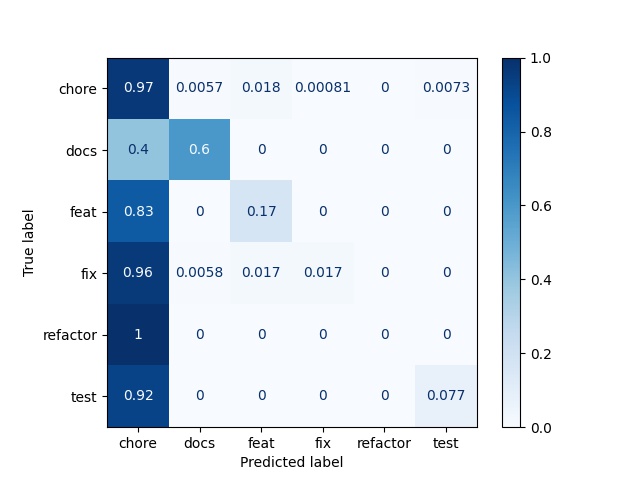 chore 0.97 0.0057 0.018 0.00081 0 0.0073
docs 0.4 0.6 0 0 0 0
feat 0.83 0 0.17 0 0 0
fix 0.96 0.0058 0.017 0.017 0 0
refactor 1 0 0 0 0 0
test 0.92 0 0 0 0 0.077
chore docs feat fix refactor test
Predicted label
True label
1.0
0.8
0.6
0.4
0.2
0.0